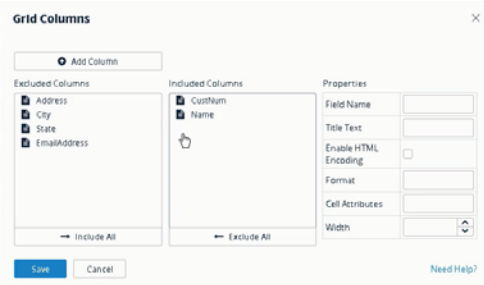 Grid Columns
Add Column
Excluded Columns
Included Columns
Properties
Address
City
State
EmailAddress
CustNum
Name
Field Name
Title Text
Enable HTML
Encoding
Format
Cell Attributes
Width
Include All
Exclude All
Save
Cancel
Need Help?